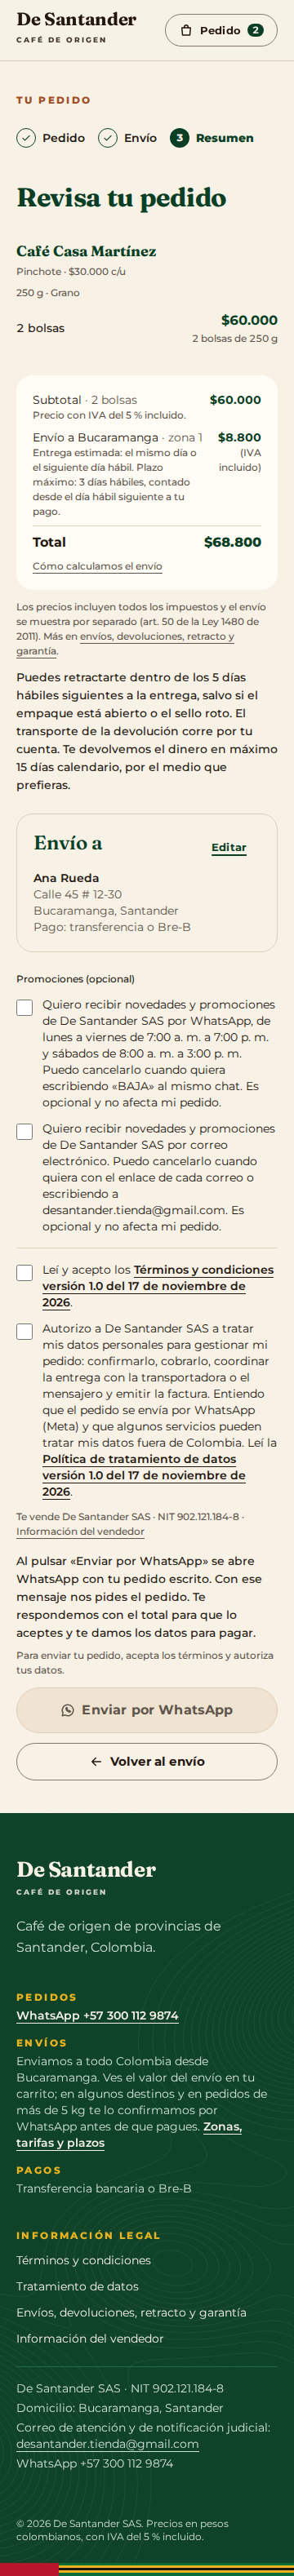 De Santander
CAFÉ DE ORIGEN
Pedido 2
TU PEDIDO
Pedido
Envío
3 Resumen
Revisa tu pedido
Café Casa Martínez
Pinchote · $30.000 c/u
250 g · Grano
2 bolsas
$60.000
2 bolsas de 250 g
Subtotal · 2 bolsas $60.000
Precio con IVA del 5 % incluido.
Envío a Bucaramanga · zona 1 $8.800
(IVA
incluido)
Entrega estimada: el mismo día o
el siguiente día hábil. Plazo
máximo: 3 días hábiles, contado
desde el día hábil siguiente a tu
pago.
Total $68.800
Cómo calculamos el envío
Los precios incluyen todos los impuestos y el envío
se muestra por separado (art. 50 de la Ley 1480 de
2011). Más en envíos, devoluciones, retracto y
garantía.
Puedes retractarte dentro de los 5 días
hábiles siguientes a la entrega, salvo si el
empaque está abierto o el sello roto. El
transporte de la devolución corre por tu
cuenta. Te devolvemos el dinero en máximo
15 días calendario, por el medio que
prefieras.
Envío a
Editar
Ana Rueda
Calle 45 # 12-30
Bucaramanga, Santander
Pago: transferencia o Bre-B
Promociones (opcional)
Quiero recibir novedades y promociones
de De Santander SAS por WhatsApp, de
lunes a viernes de 7:00 a. m. a 7:00 p. m.
y sábados de 8:00 a. m. a 3:00 p. m.
Puedo cancelarlo cuando quiera
escribiendo «BAJA» al mismo chat. Es
opcional y no afecta mi pedido.
Quiero recibir novedades y promociones
de De Santander SAS por correo
electrónico. Puedo cancelarlo cuando
quiera con el enlace de cada correo o
escribiendo a
desantander.tienda@gmail.com. Es
opcional y no afecta mi pedido.
Leí y acepto los Términos y condiciones
versión 1.0 del 17 de noviembre de
2026.
Autorizo a De Santander SAS a tratar
mis datos personales para gestionar mi
pedido: confirmarlo, cobrarlo, coordinar
la entrega con la transportadora o el
mensajero y emitir la factura. Entiendo
que el pedido se envía por WhatsApp
(Meta) y que algunos servicios pueden
tratar mis datos fuera de Colombia. Leí la
Política de tratamiento de datos
versión 1.0 del 17 de noviembre de
2026.
Te vende De Santander SAS · NIT 902.121.184-8 ·
Información del vendedor
Al pulsar «Enviar por WhatsApp» se abre
WhatsApp con tu pedido escrito. Con ese
mensaje nos pides el pedido. Te
respondemos con el total para que lo
aceptes y te damos los datos para pagar.
Para enviar tu pedido, acepta los términos y autoriza
tus datos.
Enviar por WhatsApp
Volver al envío
De Santander
CAFÉ DE ORIGEN
Café de origen de provincias de
Santander, Colombia.
PEDIDOS
WhatsApp +57 300 112 9874
ENVÍOS
Enviamos a todo Colombia desde
Bucaramanga. Ves el valor del envío en tu
carrito; en algunos destinos y en pedidos de
más de 5 kg te lo confirmamos por
WhatsApp antes de que pagues. Zonas,
tarifas y plazos
PAGOS
Transferencia bancaria o Bre-B
INFORMACIÓN LEGAL
Términos y condiciones
Tratamiento de datos
Envíos, devoluciones, retracto y garantía
Información del vendedor
De Santander SAS · NIT 902.121.184-8
Domicilio: Bucaramanga, Santander
Correo de atención y de notificación judicial:
desantander.tienda@gmail.com
WhatsApp +57 300 112 9874
© 2026 De Santander SAS. Precios en pesos
colombianos, con IVA del 5 % incluido.